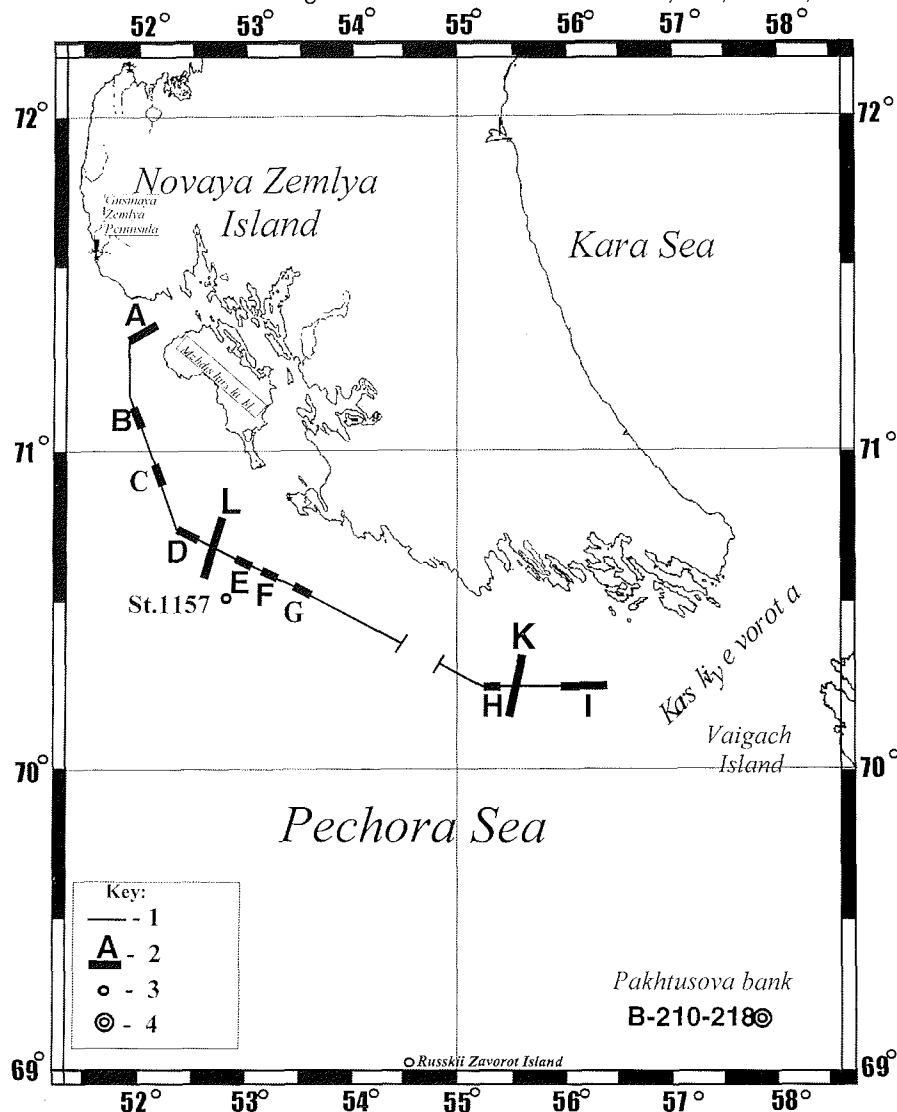 52° 53° 54° 55° 56° 57° 58°
72° 72°
Novaya Zemlya
Island
Gusinaya
Zemlya
Peninsula
Kara Sea
A
B
71° 71°
C
L
D
E
F
G
St.1157
K
H
I
Karskiye vorota
Vaigach
Island
70° 70°
Pechora Sea
Key:
- 1
A - 2
- 3
- 4
Pakhtusova bank
B-210-218
Russkii Zavorot Island
69° 69°
52° 53° 54° 55° 56° 57° 58°